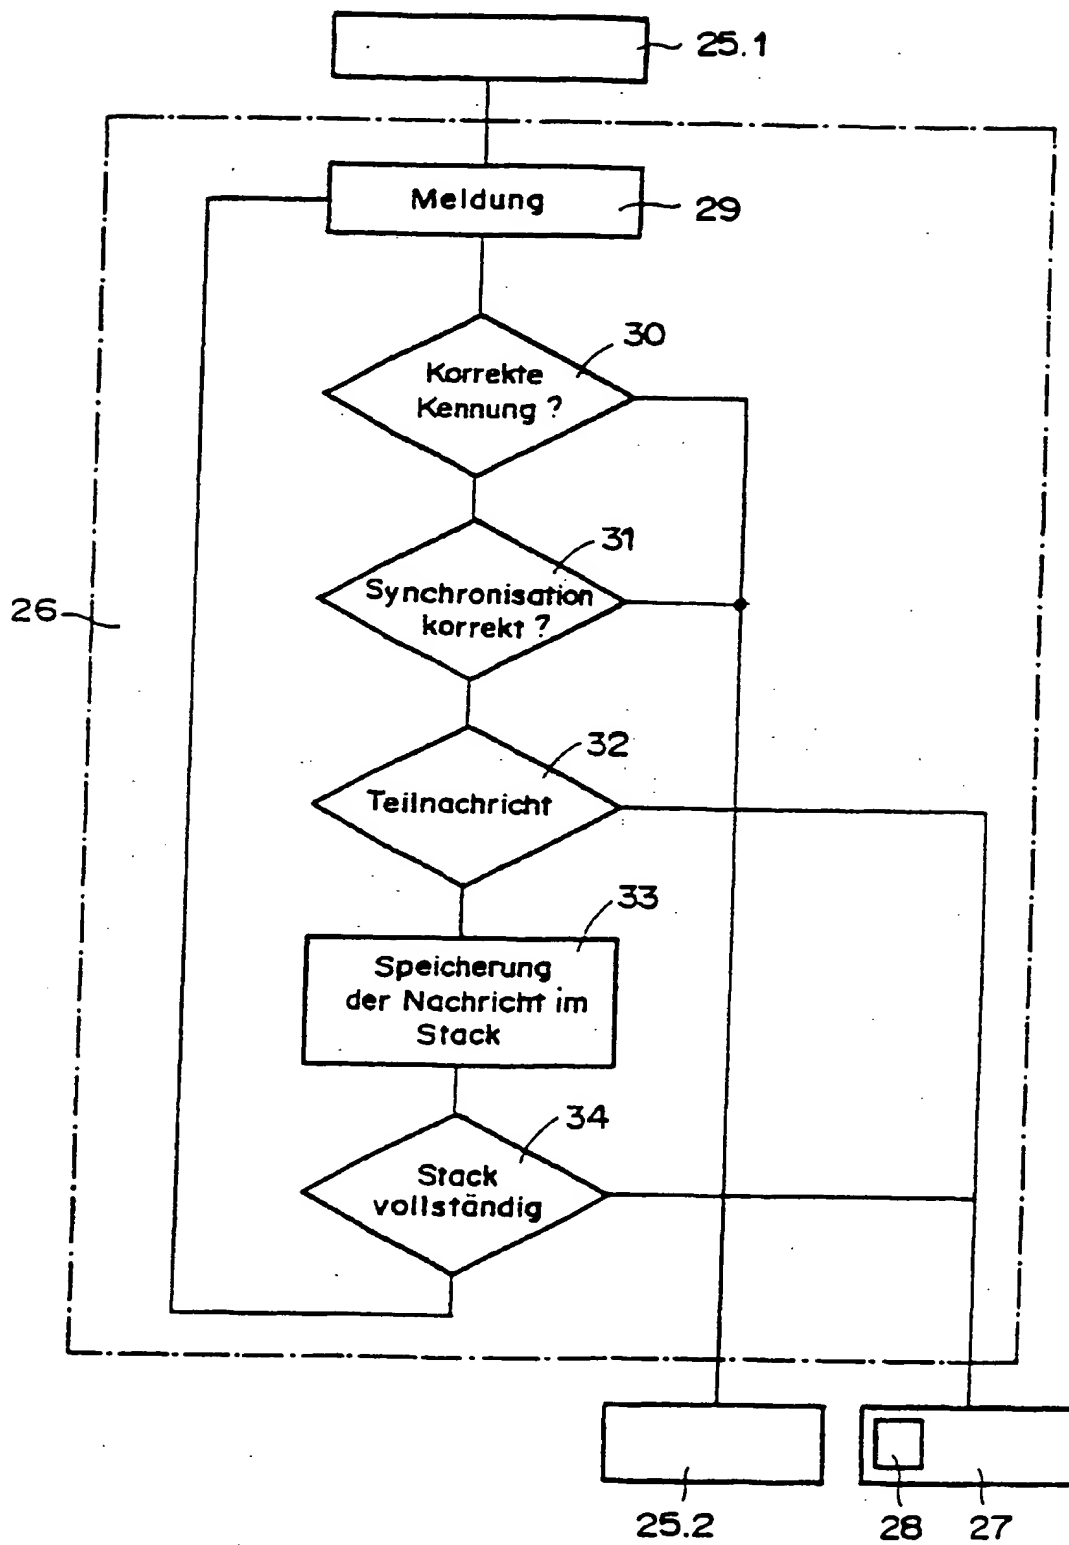 25.1
Meldung
29
30
Korrekte
Kennung ?
31
Synchronisation
korrekt ?
26
32
Teilnachricht
33
Speicherung
der Nachricht im
Stack
34
Stack
vollständig
25.2
28
27